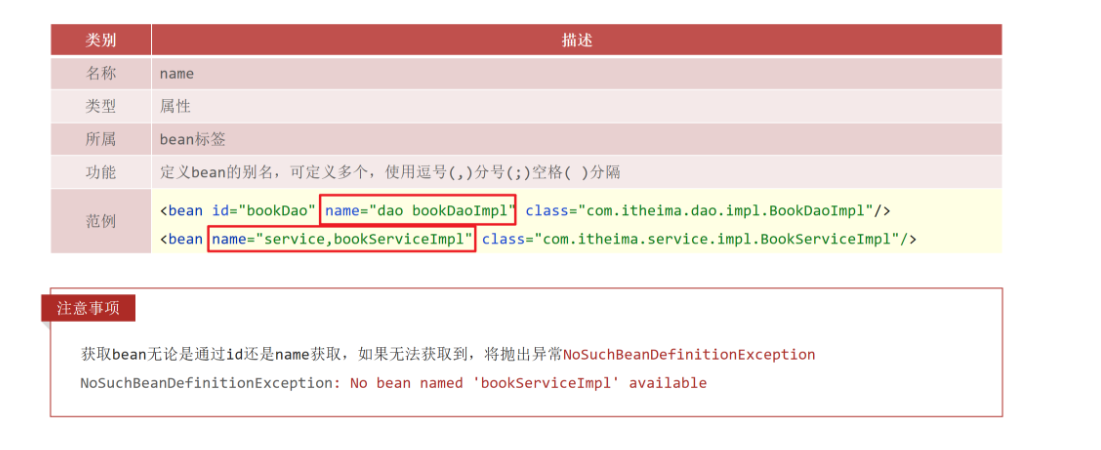 类别 描述
名称 name
类型 属性
所属 bean标签
功能 定义bean的别名，可定义多个，使用逗号(,)分号(;)空格( )分隔
范例
<bean id="bookDao" name="dao bookDaoImpl" class="com.itheima.dao.impl.BookDaoImpl"/>
<bean name="service,bookServiceImpl" class="com.itheima.service.impl.BookServiceImpl"/>
注意事项
获取bean无论是通过id还是name获取，如果无法获取到，将抛出异常NoSuchBeanDefinitionException
NoSuchBeanDefinitionException: No bean named 'bookServiceImpl' available